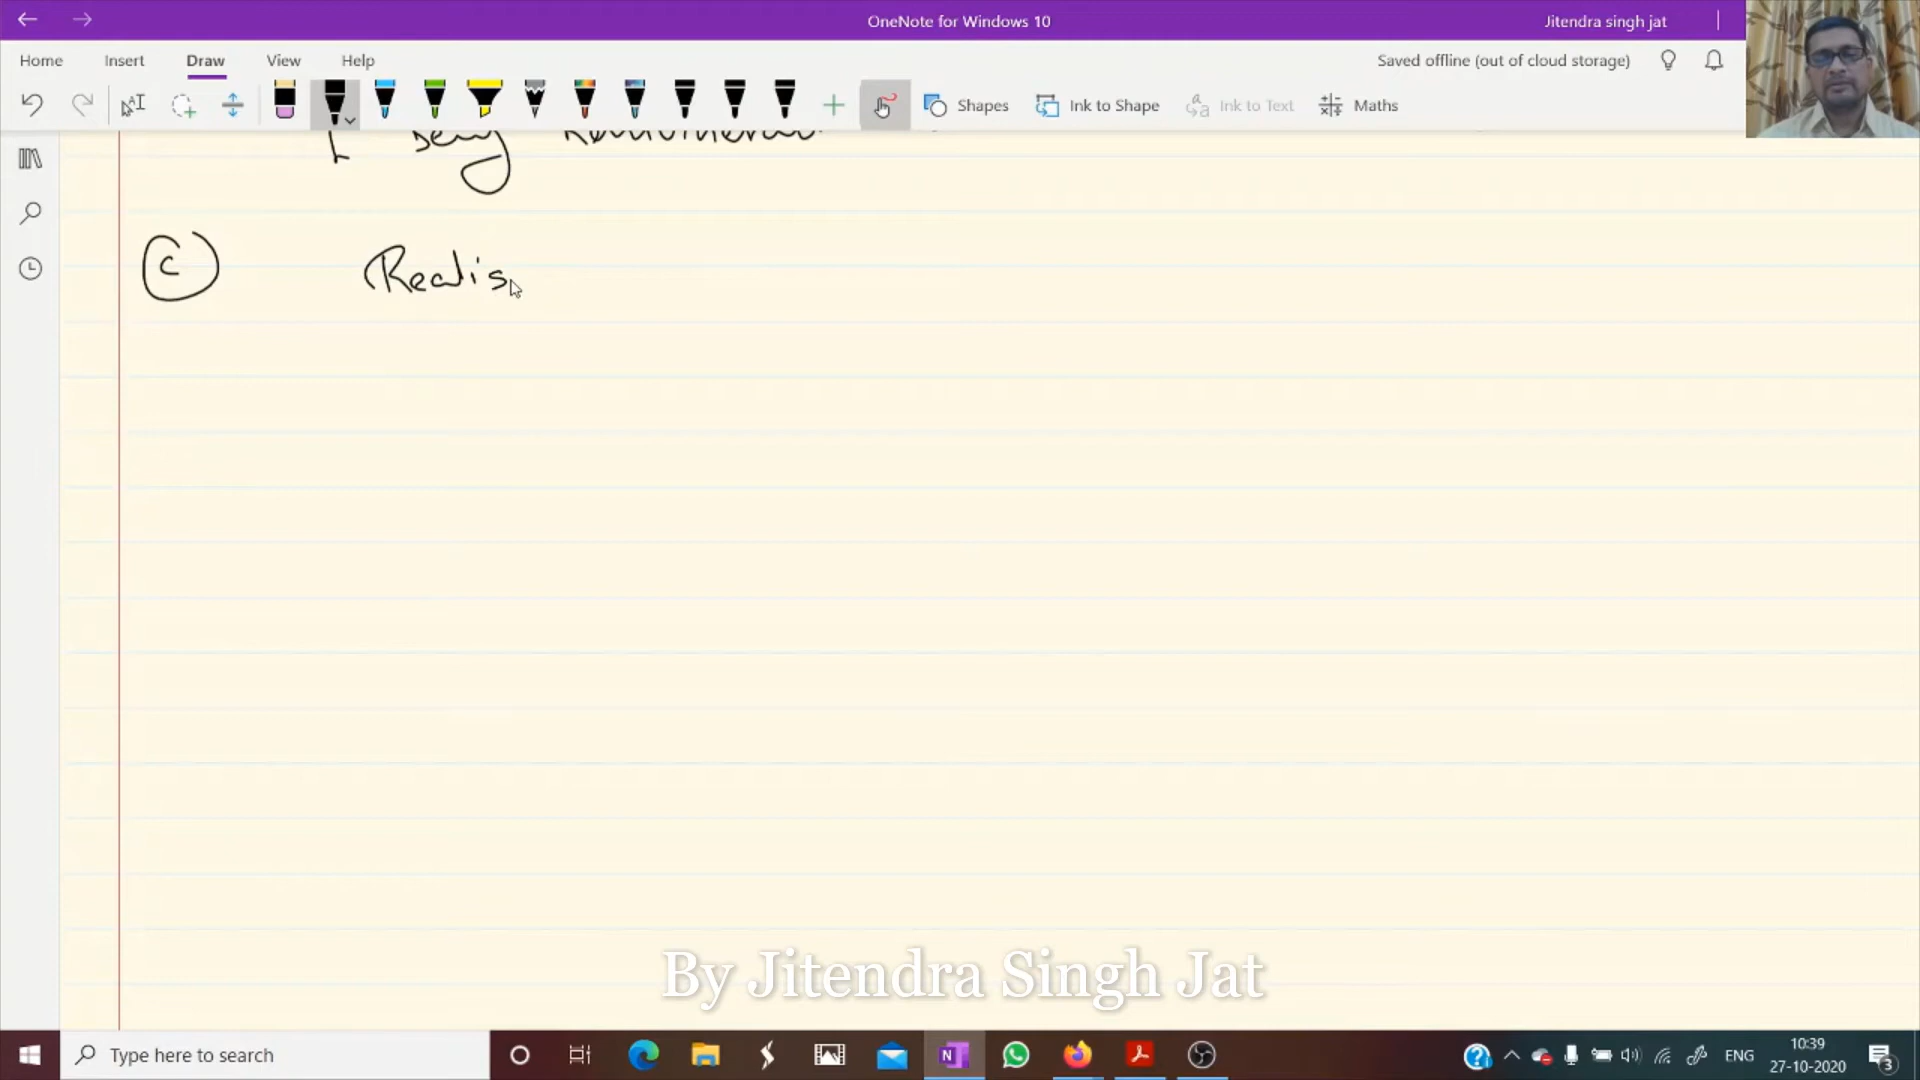 OneNote for Windows 10
Jitendra singh jat
Home Insert Draw View Help
Saved offline (out of cloud storage)
Shapes Ink to Shape Ink to Text Maths
Being
C Realis
By Jitendra Singh Jat
Type here to search
ENG
10:39
27-10-2020
3